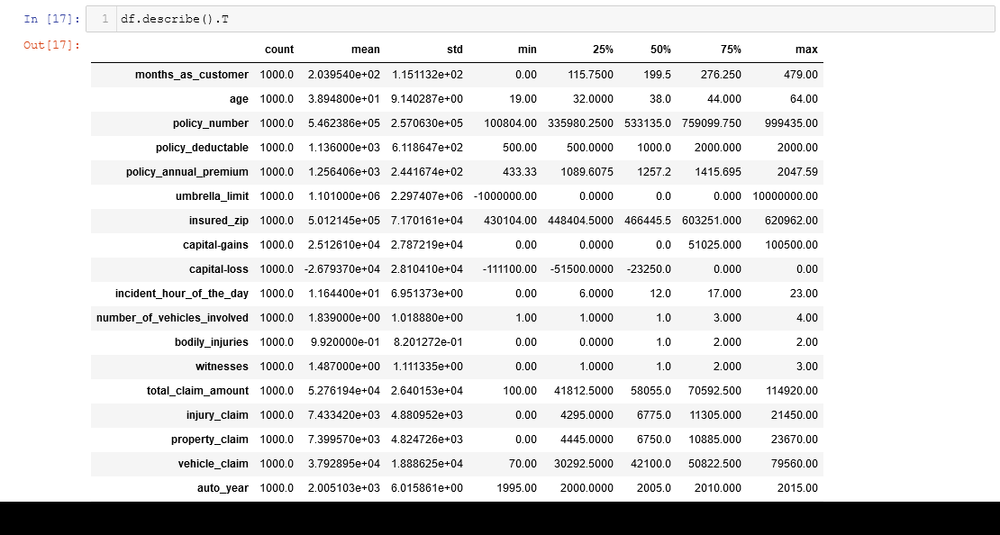 In [17]: 1 df.describe().T
Out[17]:
count mean std min 25% 50% 75% max
months_as_customer 1000.0 2.039540e+02 1.151132e+02 0.00 115.7500 199.5 276.250 479.00
age 1000.0 3.894800e+01 9.140287e+00 19.00 32.0000 38.0 44.000 64.00
policy_number 1000.0 5.462386e+05 2.570630e+05 100804.00 335980.2500 533135.0 759099.750 999435.00
policy_deductable 1000.0 1.136000e+03 6.118647e+02 500.00 500.0000 1000.0 2000.000 2000.00
policy_annual_premium 1000.0 1.256406e+03 2.441674e+02 433.33 1089.6075 1257.2 1415.695 2047.59
umbrella_limit 1000.0 1.101000e+06 2.297407e+06 -1000000.00 0.0000 0.0 0.000 10000000.00
insured_zip 1000.0 5.012145e+05 7.170161e+04 430104.00 448404.5000 466445.5 603251.000 620962.00
capital-gains 1000.0 2.512610e+04 2.787219e+04 0.00 0.0000 0.0 51025.000 100500.00
capital-loss 1000.0 -2.679370e+04 2.810410e+04 -111100.00 -51500.0000 -23250.0 0.000 0.00
incident_hour_of_the_day 1000.0 1.164400e+01 6.951373e+00 0.00 6.0000 12.0 17.000 23.00
number_of_vehicles_involved 1000.0 1.839000e+00 1.018880e+00 1.00 1.0000 1.0 3.000 4.00
bodily_injuries 1000.0 9.920000e-01 8.201272e-01 0.00 0.0000 1.0 2.000 2.00
witnesses 1000.0 1.487000e+00 1.111335e+00 0.00 1.0000 1.0 2.000 3.00
total_claim_amount 1000.0 5.276194e+04 2.640153e+04 100.00 41812.5000 58055.0 70592.500 114920.00
injury_claim 1000.0 7.433420e+03 4.880952e+03 0.00 4295.0000 6775.0 11305.000 21450.00
property_claim 1000.0 7.399570e+03 4.824726e+03 0.00 4445.0000 6750.0 10885.000 23670.00
vehicle_claim 1000.0 3.792895e+04 1.888625e+04 70.00 30292.5000 42100.0 50822.500 79560.00
auto_year 1000.0 2.005103e+03 6.015861e+00 1995.00 2000.0000 2005.0 2010.000 2015.00